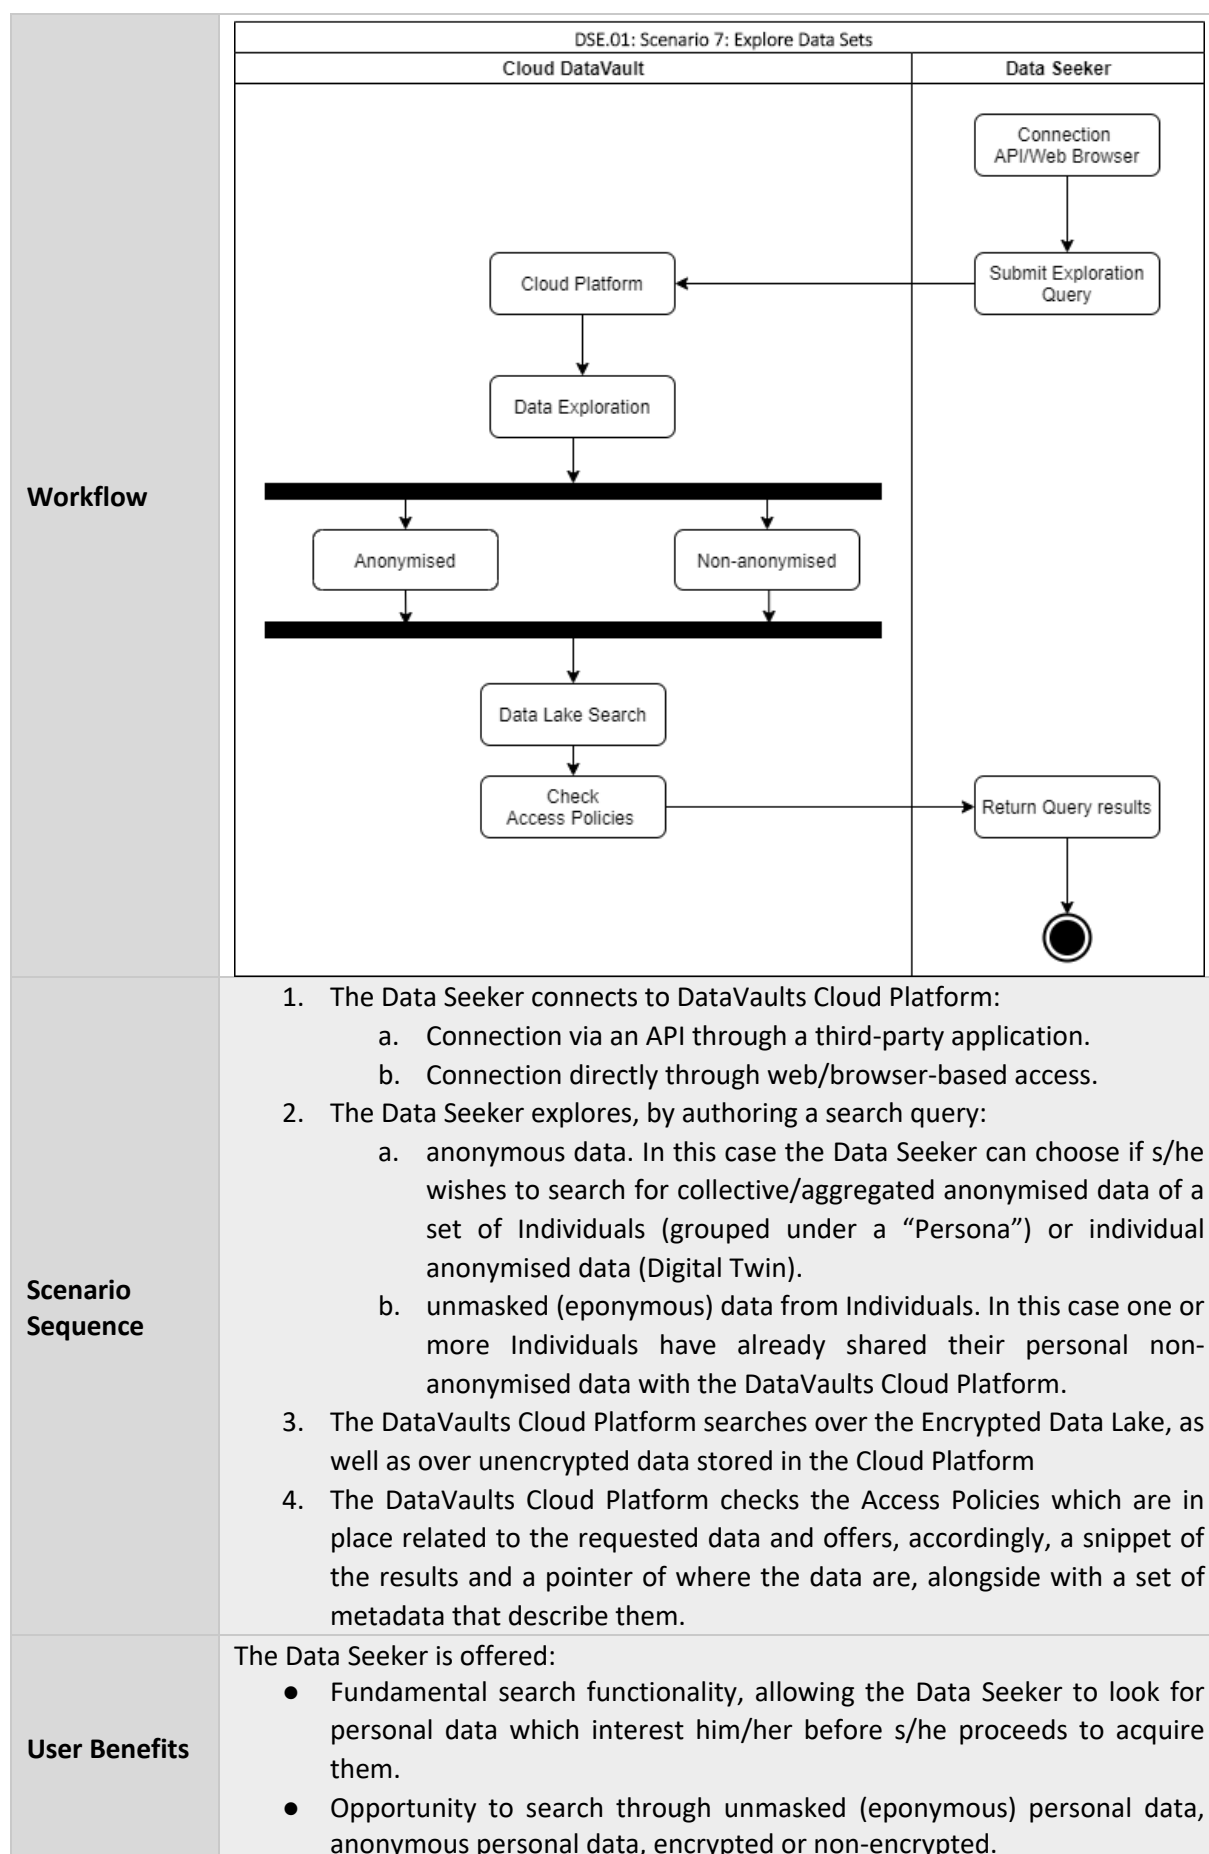 DSE.01: Scenario 7: Explore Data Sets
Cloud DataVault
Data Seeker
Connection
API/Web Browser
Cloud Platform
Submit Exploration
Query
Data Exploration
Workflow
Anonymised
Non-anonymised
Data Lake Search
Check
Access Policies
Return Query results
Scenario
Sequence
1. The Data Seeker connects to DataVaults Cloud Platform:
a. Connection via an API through a third-party application.
b. Connection directly through web/browser-based access.
2. The Data Seeker explores, by authoring a search query:
a. anonymous data. In this case the Data Seeker can choose if s/he
wishes to search for collective/aggregated anonymised data of a
set of Individuals (grouped under a “Persona”) or individual
anonymised data (Digital Twin).
b. unmasked (eponymous) data from Individuals. In this case one or
more Individuals have already shared their personal non-
anonymised data with the DataVaults Cloud Platform.
3. The DataVaults Cloud Platform searches over the Encrypted Data Lake, as
well as over unencrypted data stored in the Cloud Platform
4. The DataVaults Cloud Platform checks the Access Policies which are in
place related to the requested data and offers, accordingly, a snippet of
the results and a pointer of where the data are, alongside with a set of
metadata that describe them.
User Benefits
The Data Seeker is offered:
● Fundamental search functionality, allowing the Data Seeker to look for
personal data which interest him/her before s/he proceeds to acquire
them.
● Opportunity to search through unmasked (eponymous) personal data,
anonymous personal data, encrypted or non-encrypted.